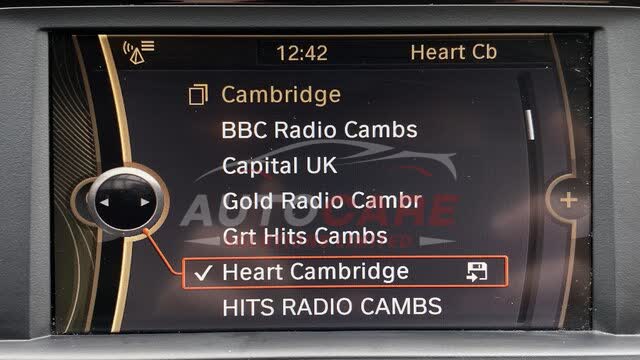 12:42 Heart Cb
Cambridge
BBC Radio Cambs
Capital UK
Gold Radio Cambr
AUTOCARE
Grt Hits Cambs
Heart Cambridge
HITS RADIO CAMBS